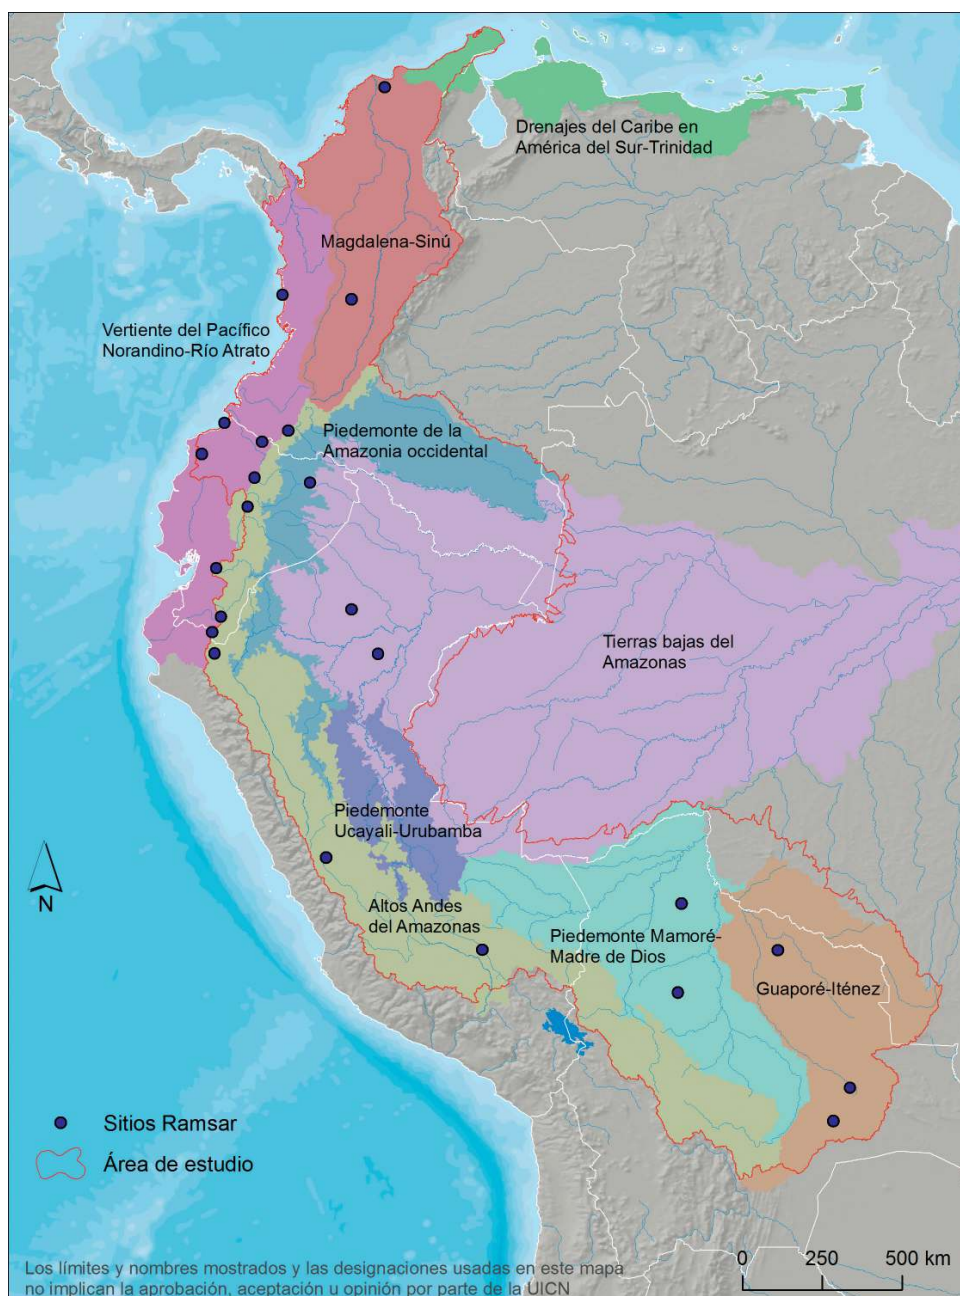 Drenajes del Caribe en
América del Sur-Trinidad
Magdalena-Sinú
Vertiente del Pacífico
Norandino-Río Atrato
Piedemonte de la
Amazonia occidental
Tierras bajas del
Amazonas
Piedemonte
Ucayali-Urubamba
Altos Andes
del Amazonas
Piedemonte Mamoré-
Madre de Dios
Guaporé-Iténez
N
Sitios Ramsar
Área de estudio
0 250 500 km
Los límites y nombres mostrados y las designaciones usadas en este mapa
no implican la aprobación, aceptación u opinión por parte de la UICN